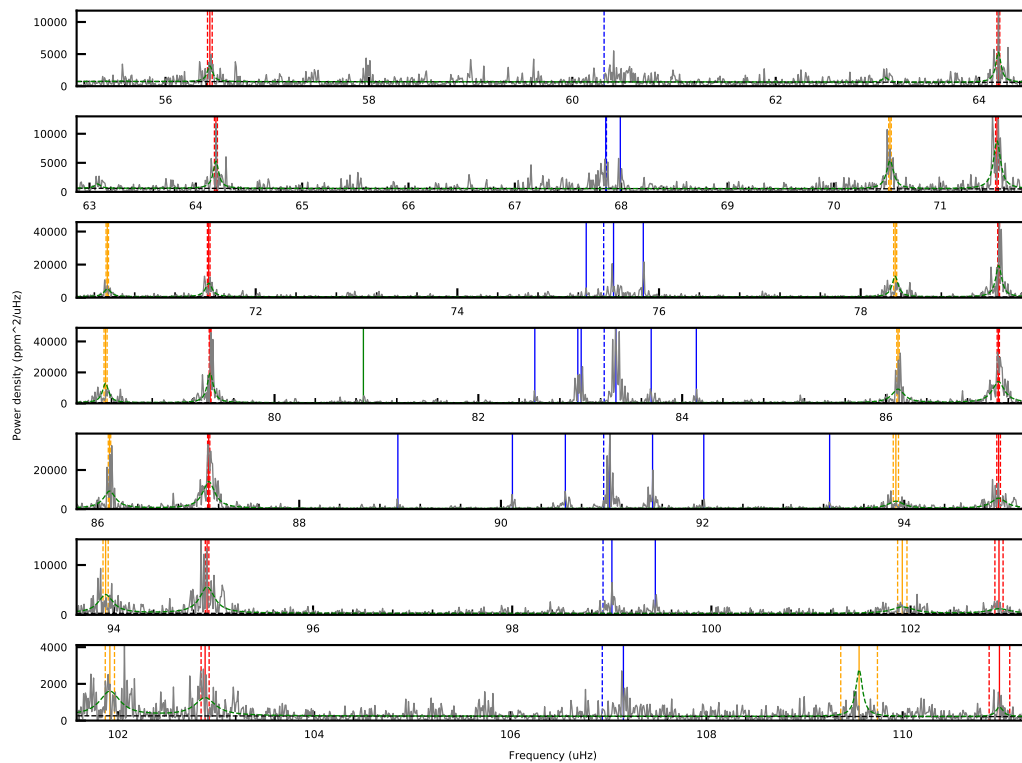 10000
5000
0
56 58 60 62 64
10000
5000
0
63 64 65 66 67 68 69 70 71
40000
20000
0
72 74 76 78
Power density (ppm^2/uHz)
40000
20000
0
80 82 84 86
20000
0
86 88 90 92 94
10000
0
94 96 98 100 102
4000
2000
0
102 104 106 108 110
Frequency (uHz)